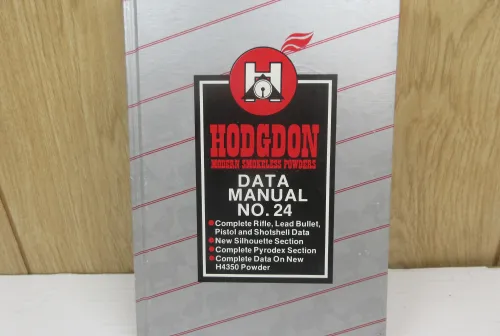 H
HODGDON
MODERN SMOKELESS POWDERS
DATA
MANUAL
NO. 24
Complete Rifle, Lead Bullet,
Pistol and Shotshell Data
New Silhouette Section
Complete Pyrodex Section
Complete Data On New
H4350 Powder